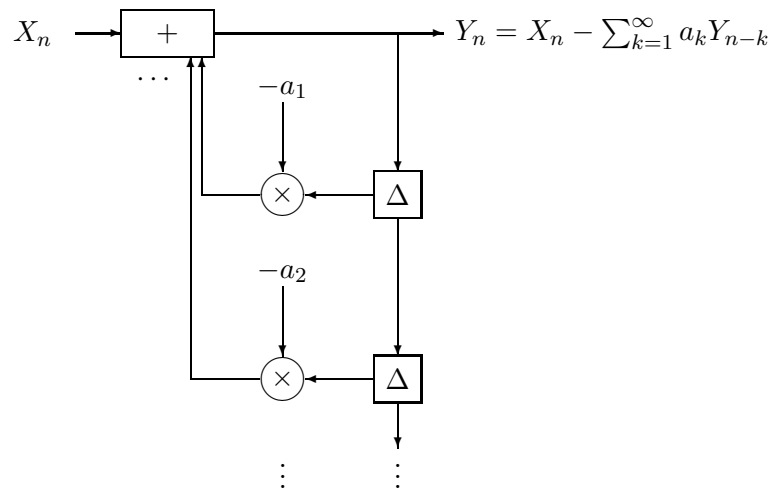 X_n + Y_n = X_n − ∑_{k=1}^{∞} a_k Y_{n−k}
⋯
−a_1
× Δ
−a_2
× Δ
⋮ ⋮